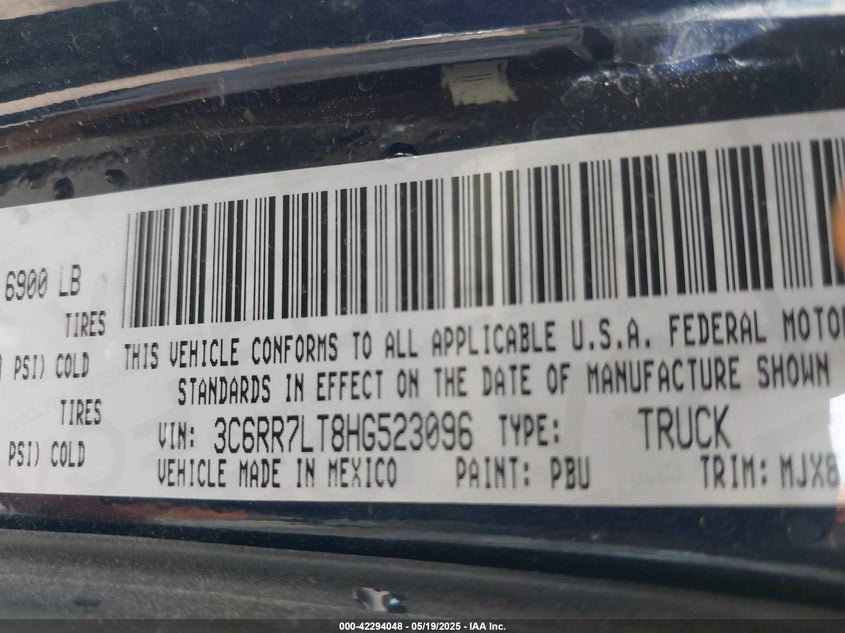 6900 LB
TIRES
PSI) COLD
THIS VEHICLE CONFORMS TO ALL APPLICABLE U.S.A. FEDERAL MOTOR
STANDARDS IN EFFECT ON THE DATE OF MANUFACTURE SHOWN
TIRES
VIN: 3C6RR7LT8HG523096 TYPE: TRUCK
PSI) COLD
VEHICLE MADE IN MEXICO PAINT: PBU TRIM: MJX8
000-42294048 - 05/19/2025 - IAA Inc.